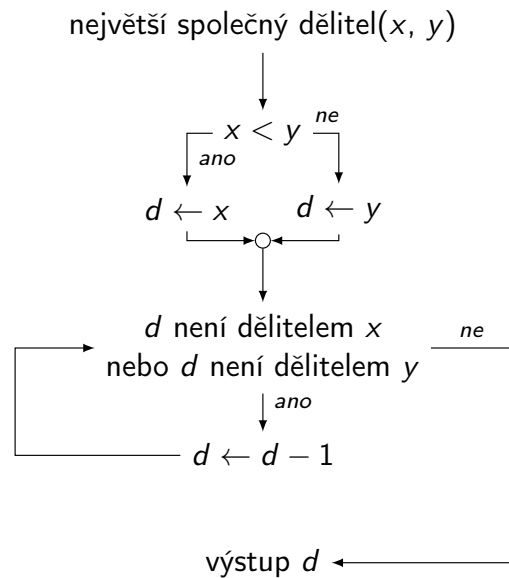 největší společný dělitel(x, y)
x < y
ne
ano
d ← x
d ← y
d není dělitelem x
nebo d není dělitelem y
ne
ano
d ← d − 1
výstup d